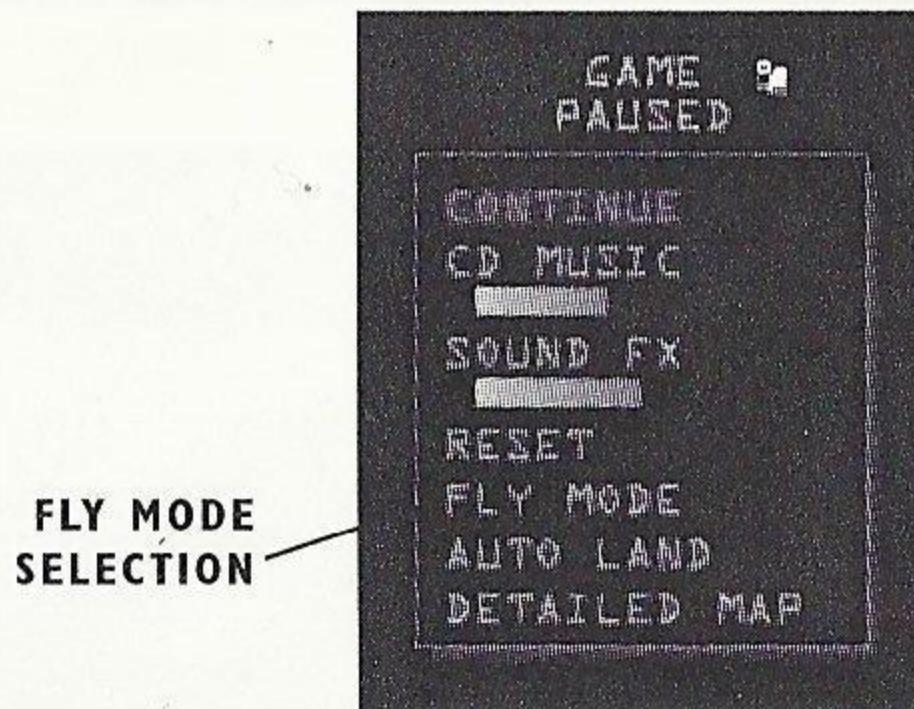 GAME
PAUSED
CONTINUE
CD MUSIC
SOUND FX
RESET
FLY MODE
AUTO LAND
DETAILED MAP
FLY MODE
SELECTION